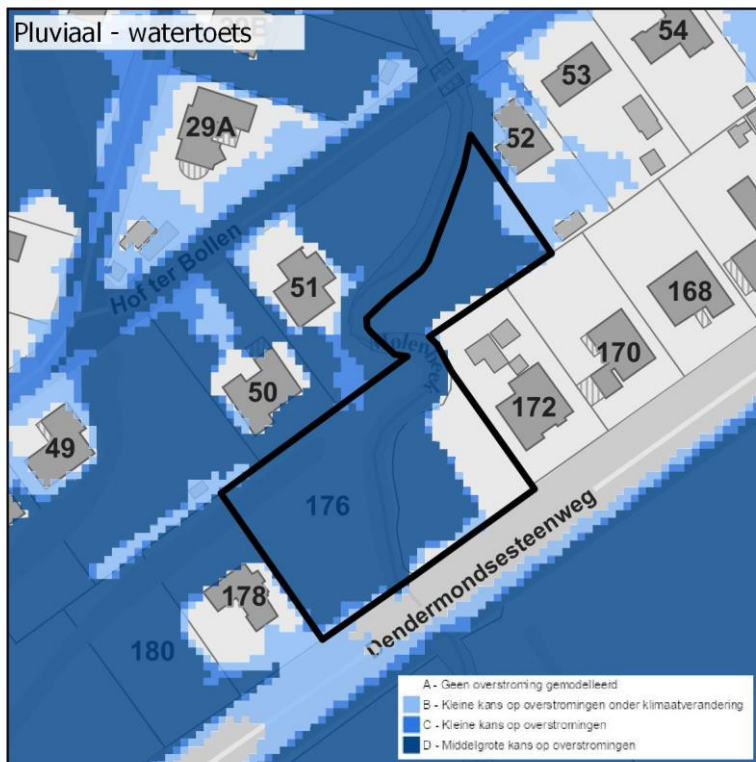 Pluviaal - watertoets
54
53
52
29A
Hof ter Bollen
51
168
Molenbeek
170
50
172
49
176
Dendermondsesteenweg
178
180
A - Geen overstroming gemodelleerd
B - Kleine kans op overstromingen onder klimaatverandering
C - Kleine kans op overstromingen
D - Middelgrote kans op overstromingen